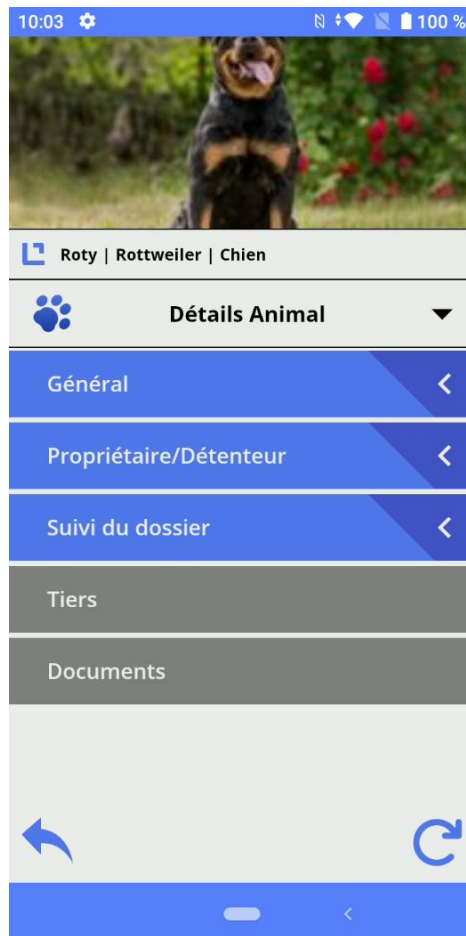 10:03 100 %
Roty | Rottweiler | Chien
Détails Animal
Général
Propriétaire/Détenteur
Suivi du dossier
Tiers
Documents